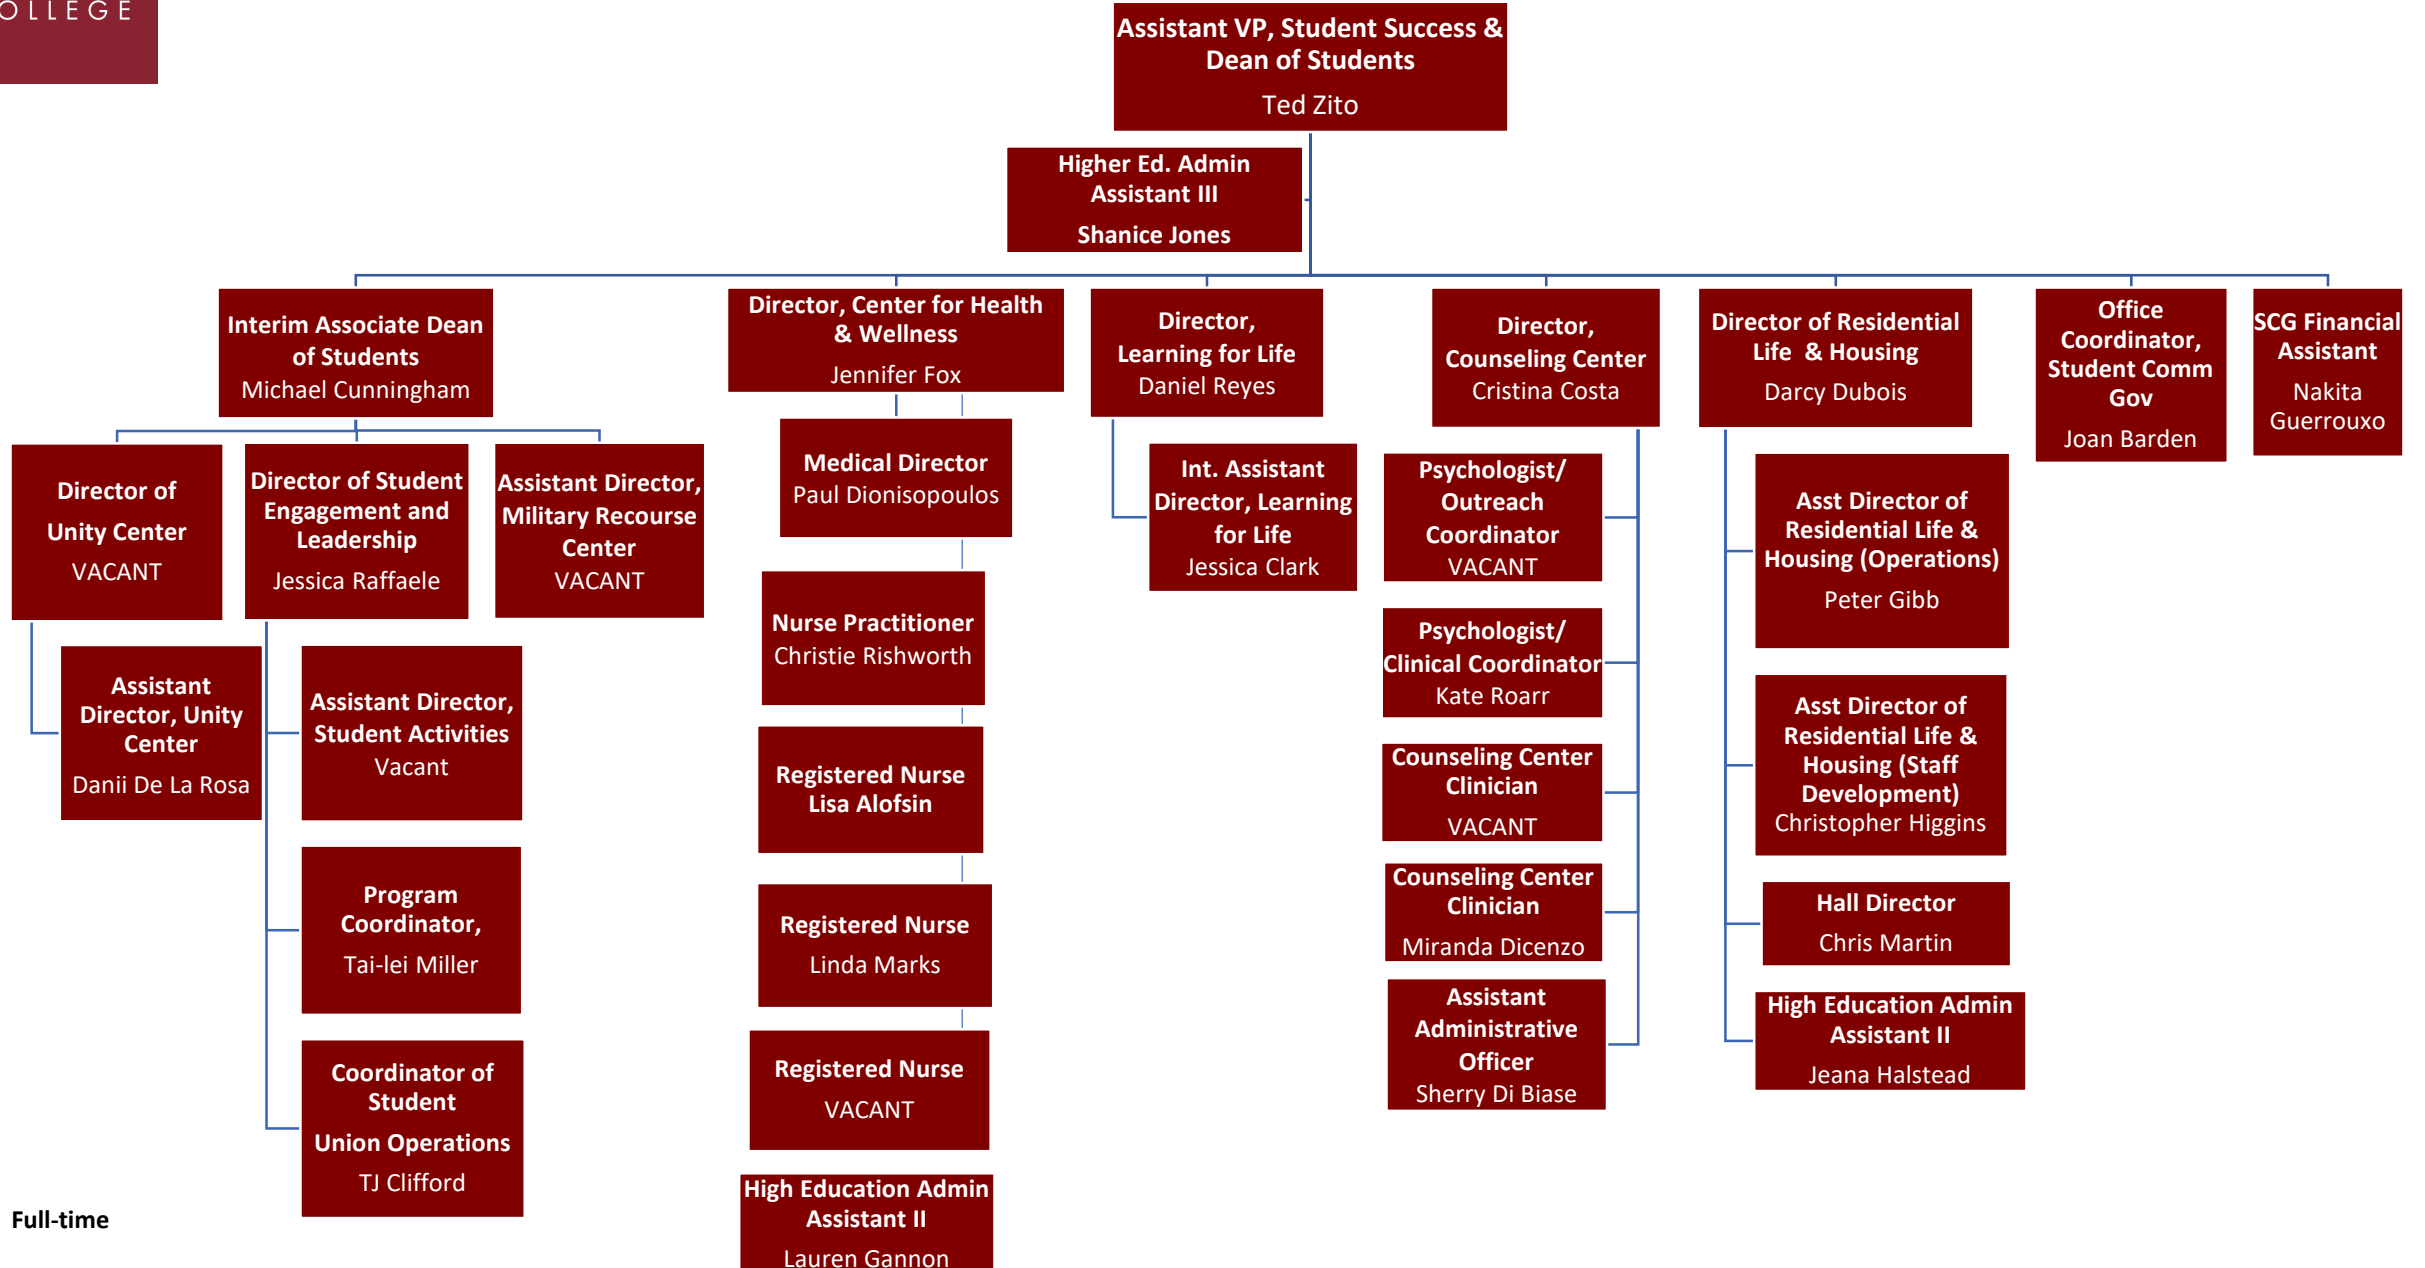 OLLEGE
Assistant VP, Student Success &
Dean of Students
Ted Zito
Higher Ed. Admin
Assistant III
Shanice Jones
Interim Associate Dean
of Students
Michael Cunningham
Director, Center for Health
& Wellness
Jennifer Fox
Director,
Learning for Life
Daniel Reyes
Director,
Counseling Center
Cristina Costa
Director of Residential
Life & Housing
Darcy Dubois
Office
Coordinator,
Student Comm
Gov
Joan Barden
SCG Financial
Assistant
Nakita
Guerrouxo
Director of
Unity Center
VACANT
Director of Student
Engagement and
Leadership
Jessica Raffaele
Assistant Director,
Military Recourse
Center
VACANT
Assistant
Director, Unity
Center
Danii De La Rosa
Assistant Director,
Student Activities
Vacant
Program
Coordinator,
Tai-lei Miller
Coordinator of
Student
Union Operations
TJ Clifford
Medical Director
Paul Dionisopoulos
Nurse Practitioner
Christie Rishworth
Registered Nurse
Lisa Alofsin
Registered Nurse
Linda Marks
Registered Nurse
VACANT
High Education Admin
Assistant II
Lauren Gannon
Int. Assistant
Director, Learning
for Life
Jessica Clark
Psychologist/
Outreach
Coordinator
VACANT
Psychologist/
Clinical Coordinator
Kate Roarr
Counseling Center
Clinician
VACANT
Counseling Center
Clinician
Miranda Dicenzo
Assistant
Administrative
Officer
Sherry Di Biase
Asst Director of
Residential Life &
Housing (Operations)
Peter Gibb
Asst Director of
Residential Life &
Housing (Staff
Development)
Christopher Higgins
Hall Director
Chris Martin
High Education Admin
Assistant II
Jeana Halstead
Full-time